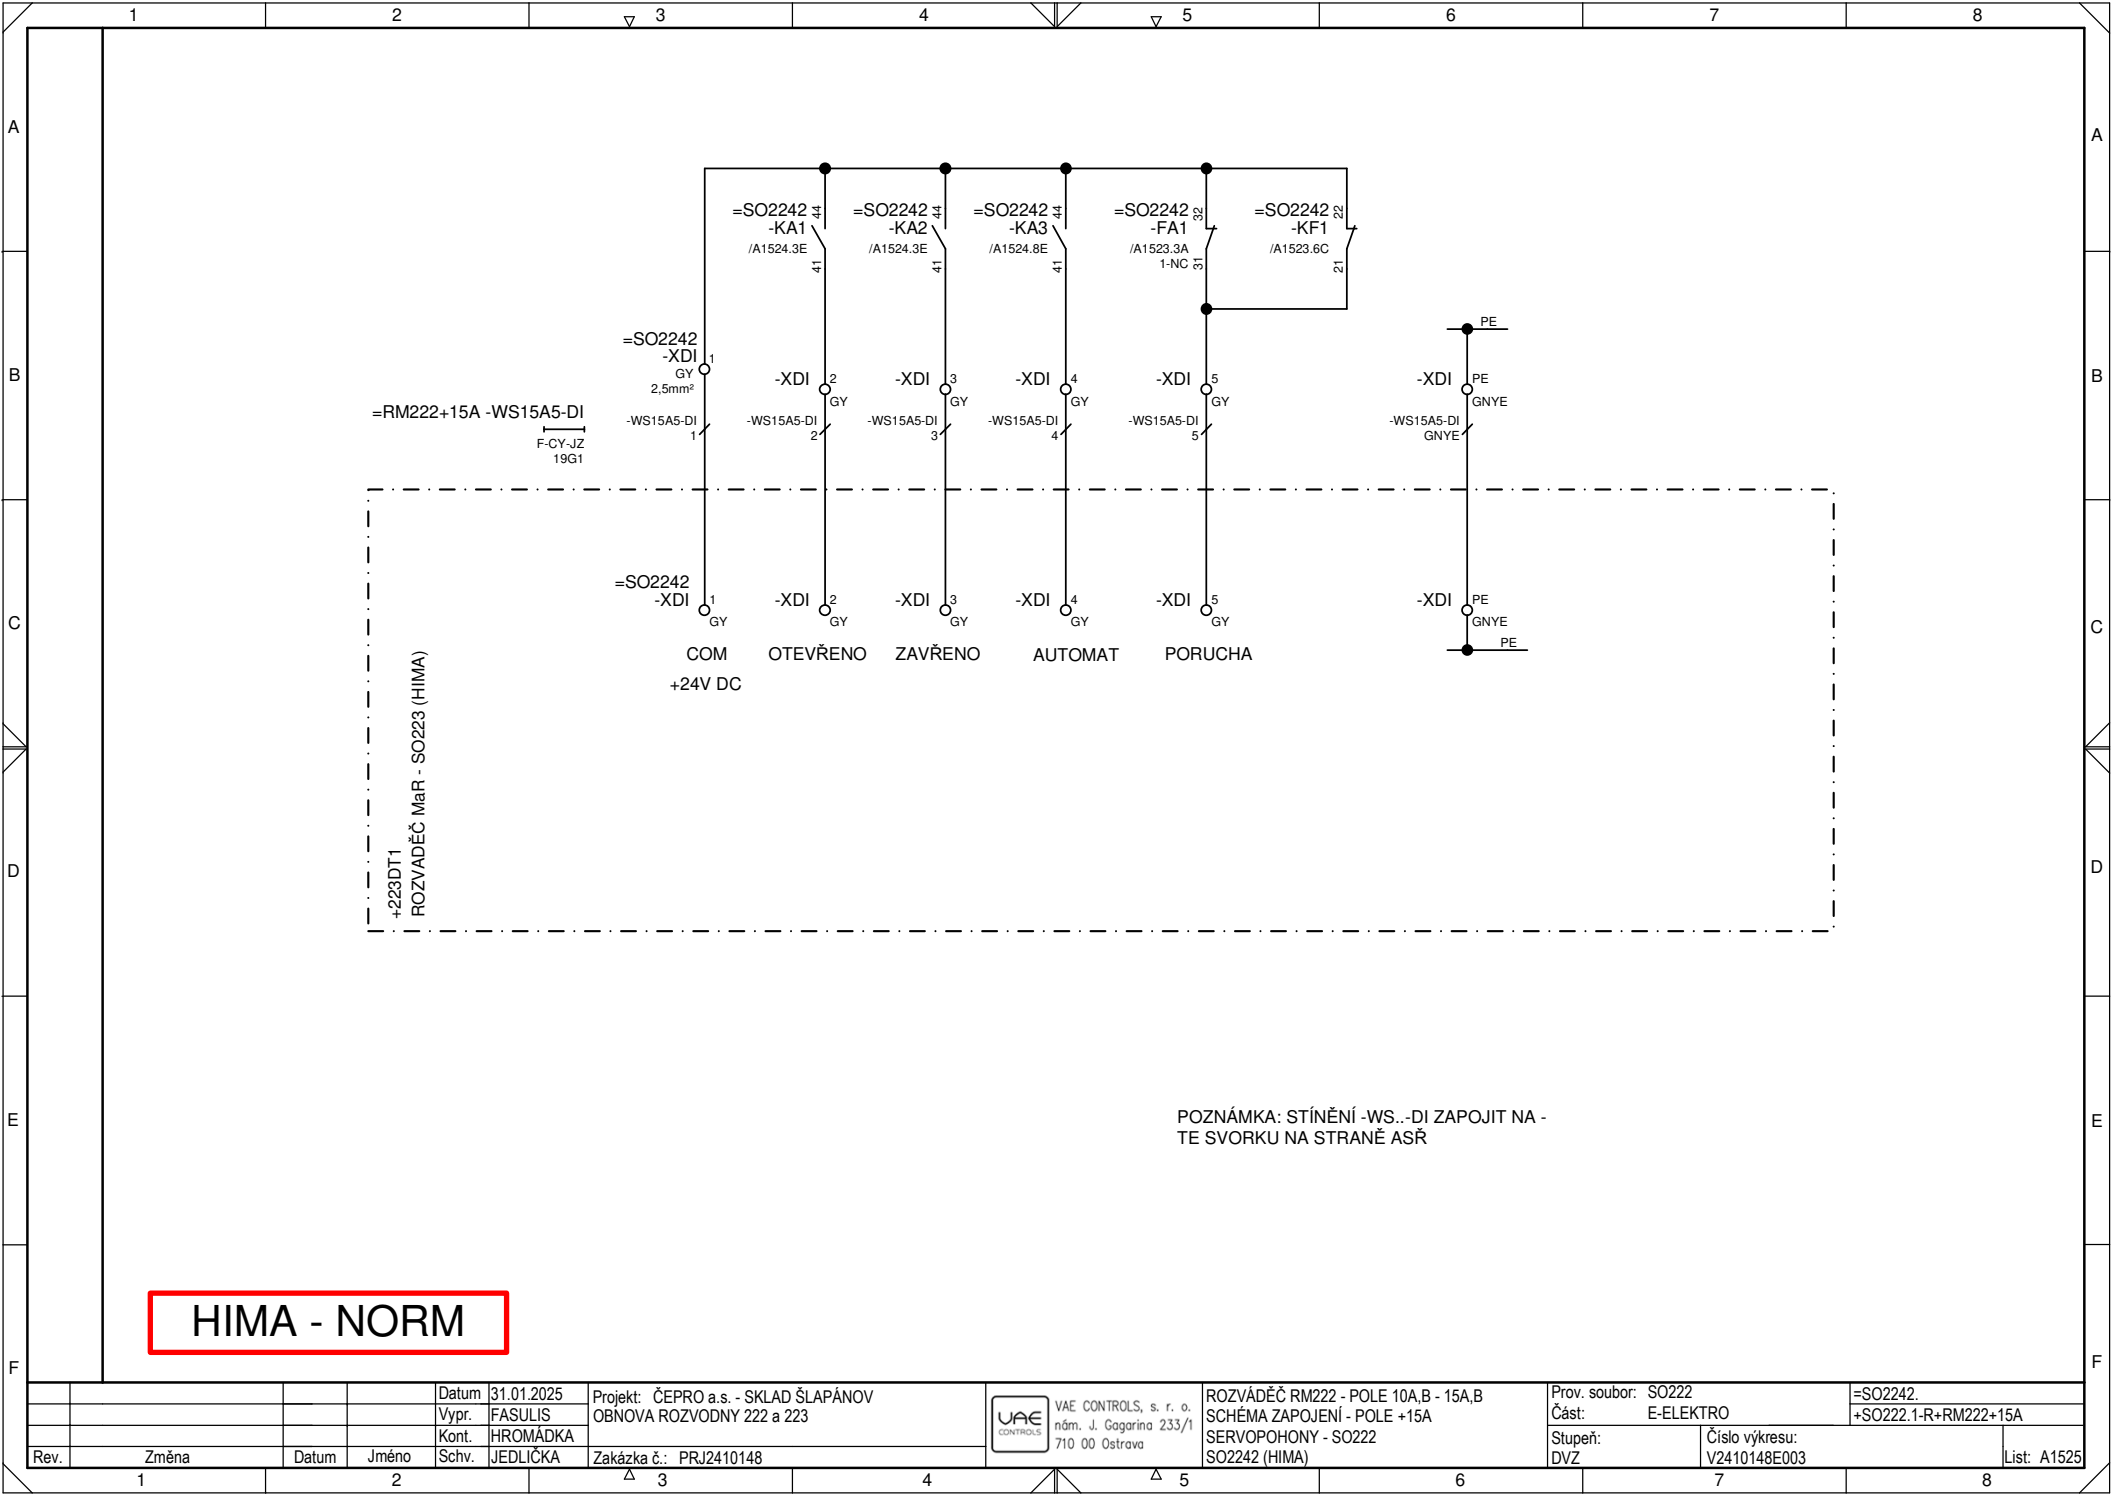 1 2 3 4 5 6 7 8
A A
=SO2242 =SO2242 =SO2242 =SO2242 =SO2242
44 44 44 32 22
-KA1 -KA2 -KA3 -FA1 -KF1
/A1524.3E /A1524.3E /A1524.8E /A1523.3A /A1523.6C
1-NC
41 41 41 31 21
=SO2242
-XDI 1
GY
2,5mm²
PE
B B
-XDI 2 -XDI 3 -XDI 4 -XDI 5 -XDI PE
GY GY GY GY GNYE
=RM222+15A -WS15A5-DI
F-CY-JZ
19G1
-WS15A5-DI -WS15A5-DI -WS15A5-DI -WS15A5-DI -WS15A5-DI -WS15A5-DI
1 2 3 4 5 GNYE
=SO2242
-XDI 1 -XDI 2 -XDI 3 -XDI 4 -XDI 5 -XDI PE
GY GY GY GY GY GNYE
C C
PE
COM OTEVŘENO ZAVŘENO AUTOMAT PORUCHA
+24V DC
+223DT1
ROZVADĚČ MaR - SO223 (HIMA)
D D
E E
POZNÁMKA: STÍNĚNÍ -WS..-DI ZAPOJIT NA -
TE SVORKU NA STRANĚ ASŘ
HIMA - NORM
F F
Datum 31.01.2025
Vypr. FASULIS
Kont. HROMÁDKA
Rev. Změna Datum Jméno Schv. JEDLIČKA
Projekt: ČEPRO a.s. - SKLAD ŠLAPÁNOV
OBNOVA ROZVODNY 222 a 223
Zakázka č.: PRJ2410148
VAE
CONTROLS
VAE CONTROLS, s. r. o.
nám. J. Gagarina 233/1
710 00 Ostrava
ROZVÁDĚČ RM222 - POLE 10A,B - 15A,B
SCHÉMA ZAPOJENÍ - POLE +15A
SERVOPOHONY - SO222
SO2242 (HIMA)
Prov. soubor: SO222
Část: E-ELEKTRO
Stupeň:
DVZ
Číslo výkresu:
V2410148E003
=SO2242.
+SO222.1-R+RM222+15A
List: A1525
1 2 3 4 5 6 7 8